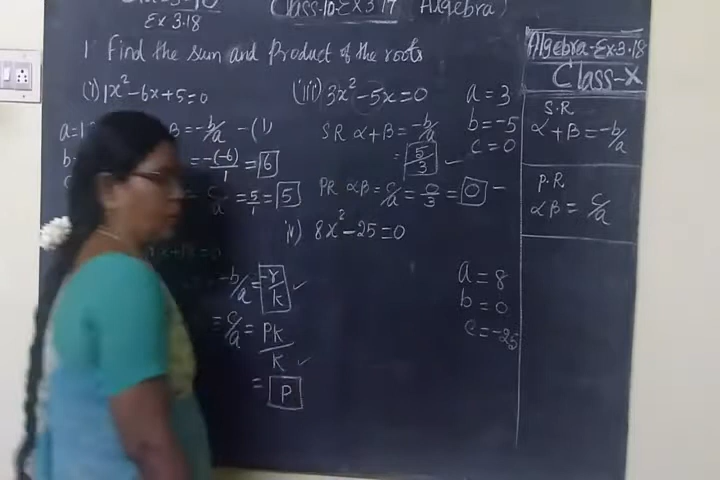 Ex 3.18
Class-10-Ex 3.17 Algebra)
1 Find the sum and Product of the roots
(i) 1x²-6x+5=0
β = -b/a - (1)
= -(-6)/1 = 6
c/a = 5/1 = 5
-b/a = -r/k ✓
= c/a = Pk/k ✓
= P
(iii) 3x²-5x=0
a = 3
b = -5
c = 0
SR α+β = -b/a
= 5/3
PR αβ = c/a = 0/3 = 0
8x²-25=0
a = 8
b = 0
c = -25
Algebra-Ex-3.18
Class-X
S.R
α+β = -b/a
P.R
αβ = c/a